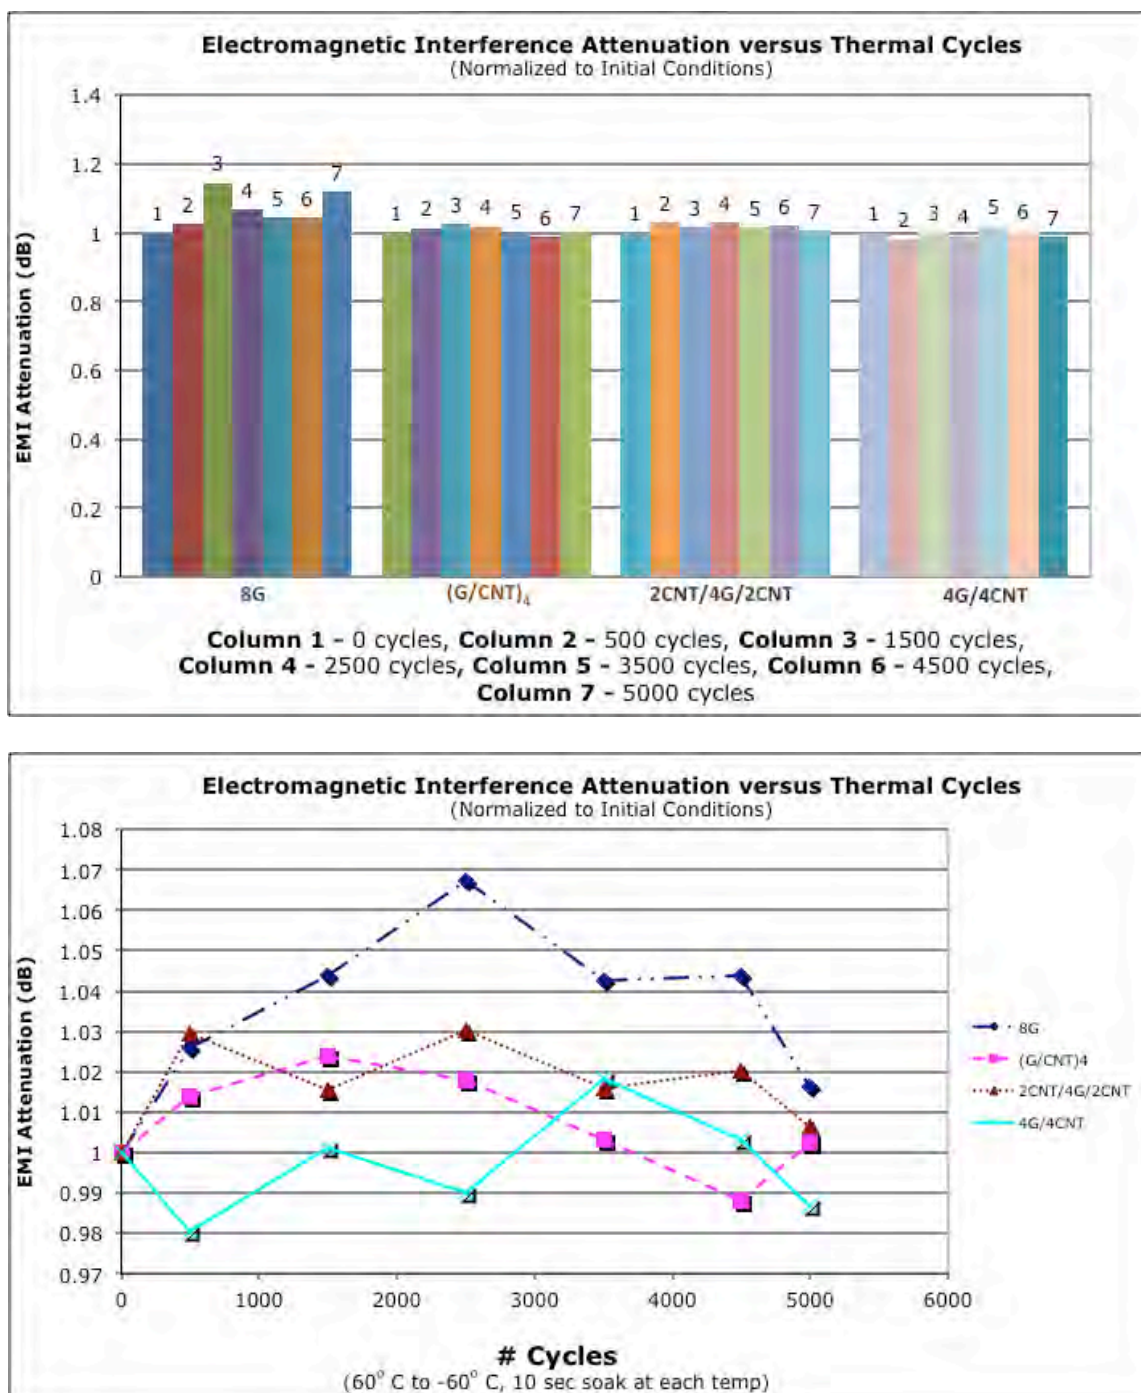 Electromagnetic Interference Attenuation versus Thermal Cycles
(Normalized to Initial Conditions)
EMI Attenuation (dB)
1.4
1.2
1
0.8
0.6
0.4
0.2
0
1 2 3 4 5 6 7
1 2 3 4 5 6 7
1 2 3 4 5 6 7
1 2 3 4 5 6 7
8G (G/CNT)4 2CNT/4G/2CNT 4G/4CNT
Column 1 - 0 cycles, Column 2 - 500 cycles, Column 3 - 1500 cycles,
Column 4 - 2500 cycles, Column 5 - 3500 cycles, Column 6 - 4500 cycles,
Column 7 - 5000 cycles
Electromagnetic Interference Attenuation versus Thermal Cycles
(Normalized to Initial Conditions)
EMI Attenuation (dB)
1.08
1.07
1.06
1.05
1.04
1.03
1.02
1.01
1
0.99
0.98
0.97
0 1000 2000 3000 4000 5000 6000
8G
(G/CNT)4
2CNT/4G/2CNT
4G/4CNT
# Cycles
(60° C to -60° C, 10 sec soak at each temp)